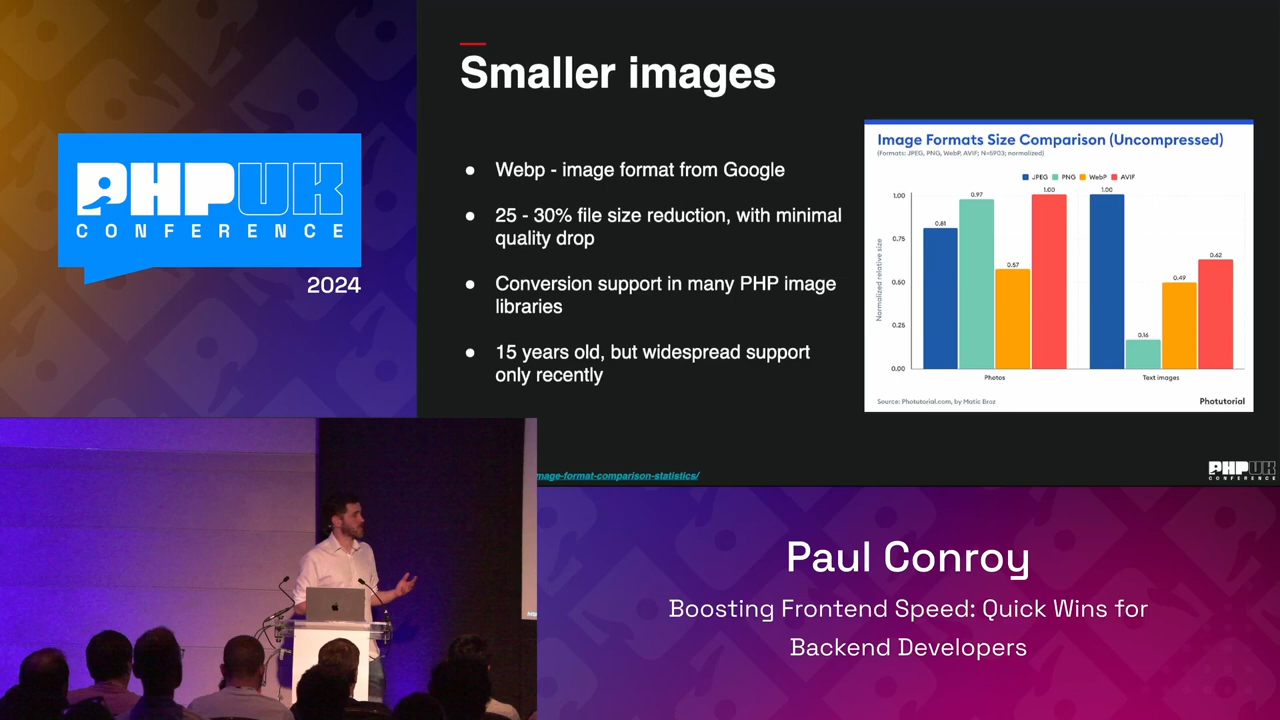 PHPUK
CONFERENCE
2024
Smaller images
● Webp - image format from Google
● 25 - 30% file size reduction, with minimal
quality drop
● Conversion support in many PHP image
libraries
● 15 years old, but widespread support
only recently
Image Formats Size Comparison (Uncompressed)
(Formats: JPEG, PNG, WebP, AVIF; N=5903; normalized)
JPEG PNG WebP AVIF
Normalized relative size
1.00
0.75
0.50
0.25
0.00
0.81
0.97
0.57
1.00
1.00
0.16
0.49
0.62
Photos
Text images
Source: Photutorial.com, by Matic Broz
Photutorial
mage-format-comparison-statistics/
PHPUK
CONFERENCE
Paul Conroy
Boosting Frontend Speed: Quick Wins for
Backend Developers